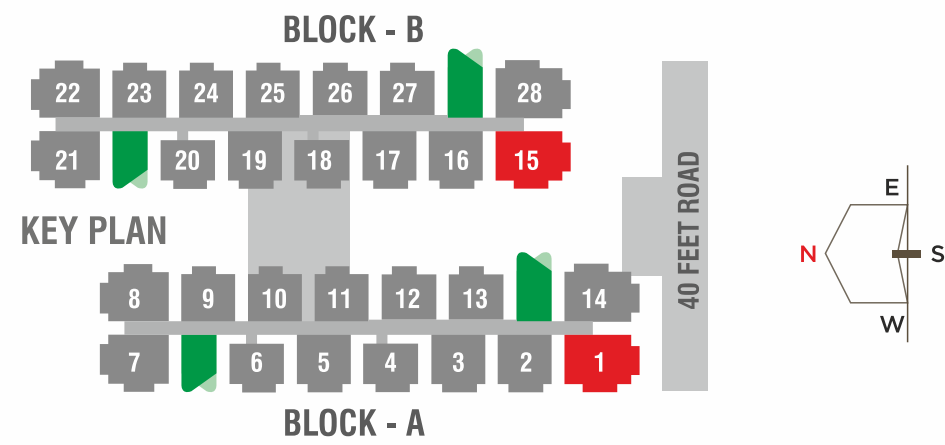 BLOCK - B
22 23 24 25 26 27 28
21 20 19 18 17 16 15
KEY PLAN
40 FEET ROAD
E
N S
W
8 9 10 11 12 13 14
7 6 5 4 3 2 1
BLOCK - A